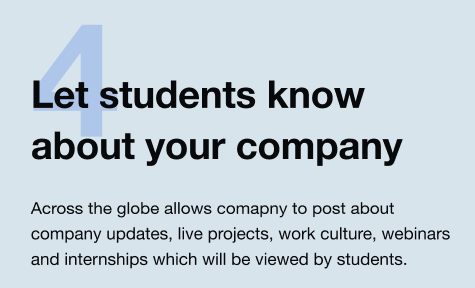 4
Let students know
about your company
Across the globe allows comapny to post about
company updates, live projects, work culture, webinars
and internships which will be viewed by students.